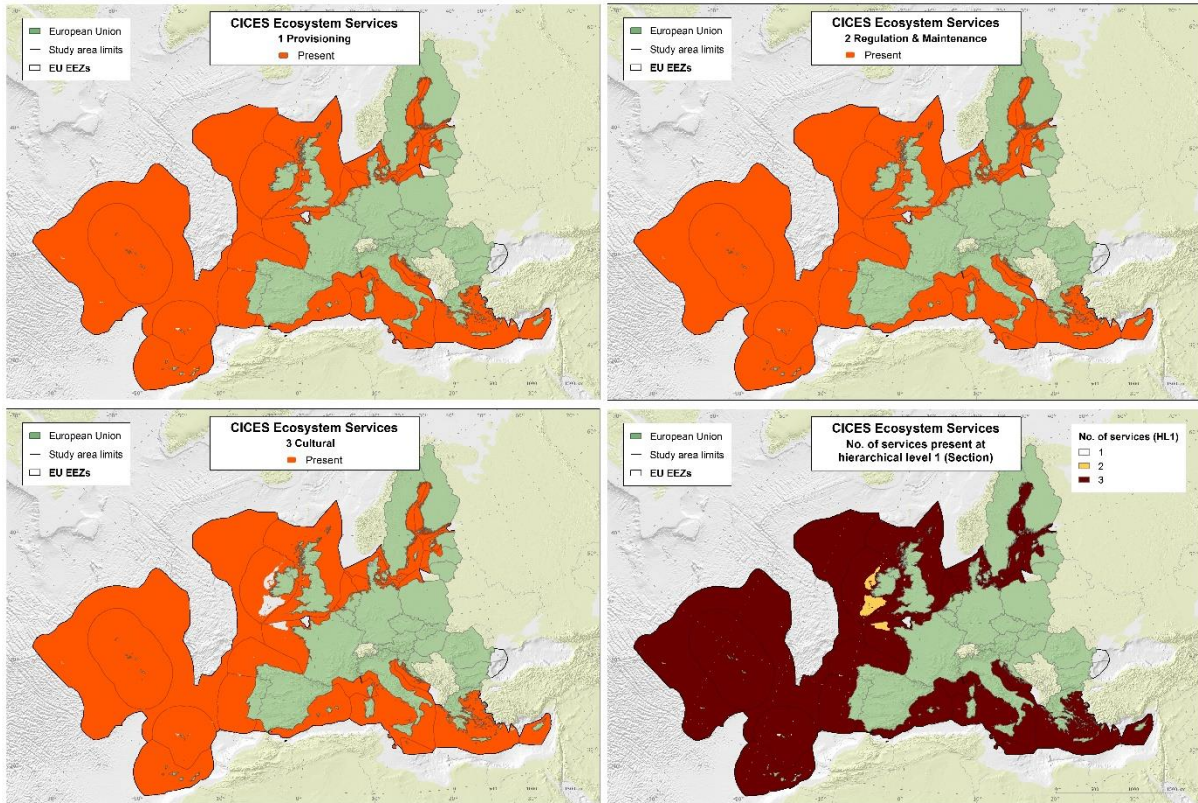 European Union
Study area limits
EU EEZs
CICES Ecosystem Services
1 Provisioning
Present
European Union
Study area limits
EU EEZs
CICES Ecosystem Services
2 Regulation & Maintenance
Present
European Union
Study area limits
EU EEZs
CICES Ecosystem Services
3 Cultural
Present
European Union
Study area limits
EU EEZs
CICES Ecosystem Services
No. of services present at
hierarchical level 1 (Section)
No. of services (HL1)
1
2
3